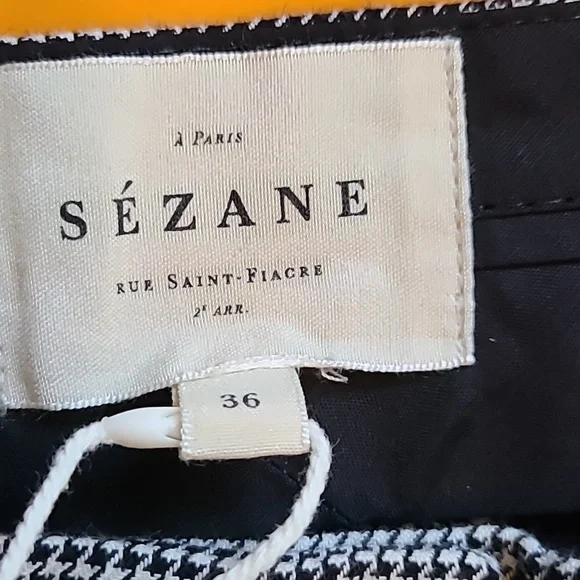 À PARIS
SÉZANE
RUE SAINT-FIACRE
2E ARR.
36